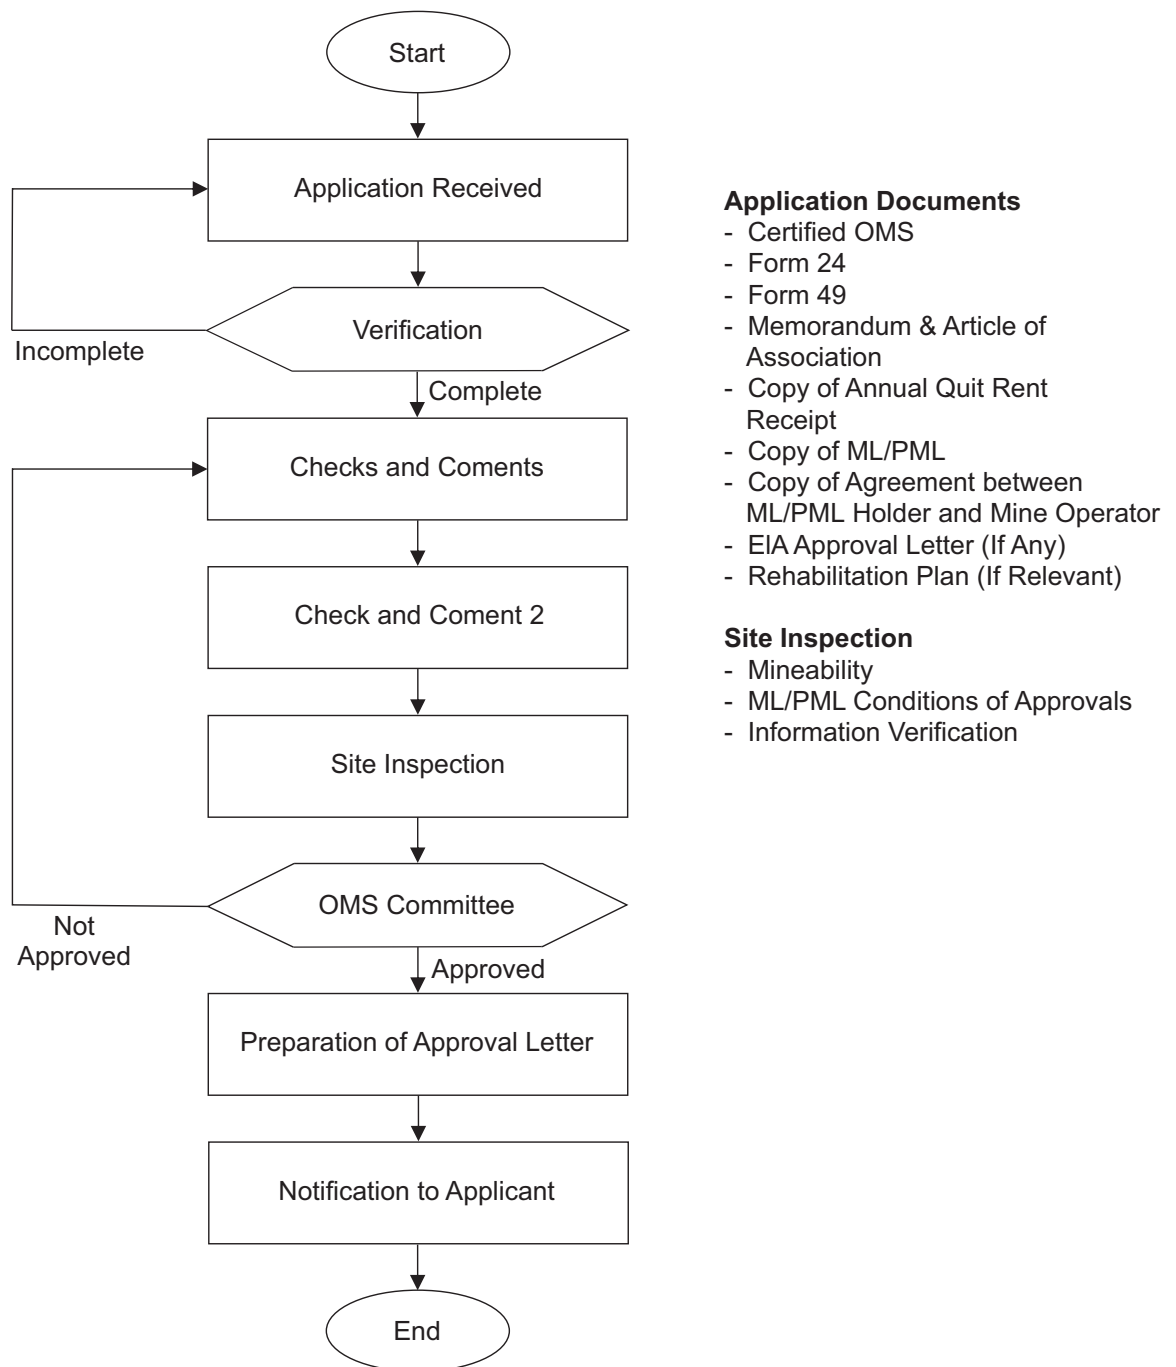 Start
Application Received
Verification
Incomplete
Complete
Checks and Coments
Check and Coment 2
Site Inspection
OMS Committee
Not
Approved
Approved
Preparation of Approval Letter
Notification to Applicant
End
Application Documents
- Certified OMS
- Form 24
- Form 49
- Memorandum & Article of
Association
- Copy of Annual Quit Rent
Receipt
- Copy of ML/PML
- Copy of Agreement between
ML/PML Holder and Mine Operator
- EIA Approval Letter (If Any)
- Rehabilitation Plan (If Relevant)
Site Inspection
- Mineability
- ML/PML Conditions of Approvals
- Information Verification